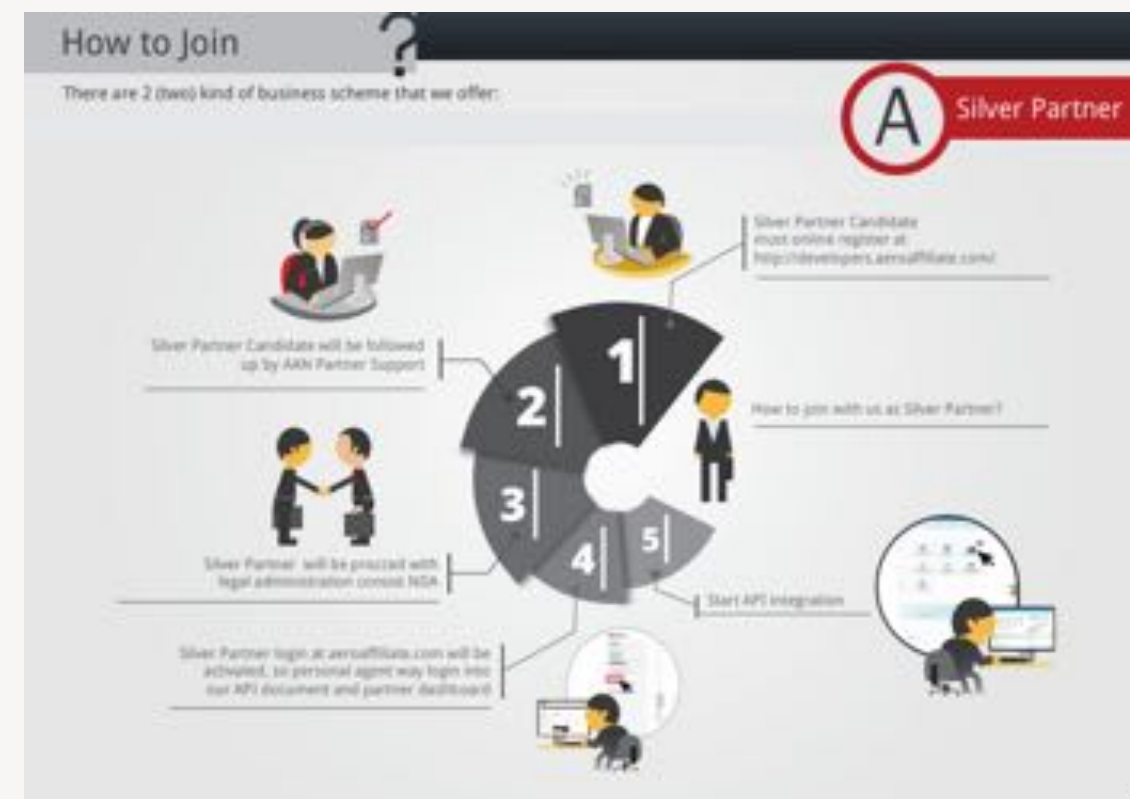 How to Join
?
There are 2 (two) kind of business scheme that we offer:
A
Silver Partner
Silver Partner Candidate
must online register at
http://developers.aeroaffiliate.com/
1
Silver Partner Candidate will be followed
up by AAN Partner Support
2
How to join with us as Silver Partner?
3
Silver Partner will be procced with
legal administration consist NDA
4
5
Start API integration
Silver Partner login at aeroaffiliate.com will be
activated, so personal agent way login into
our API document and partner dashboard